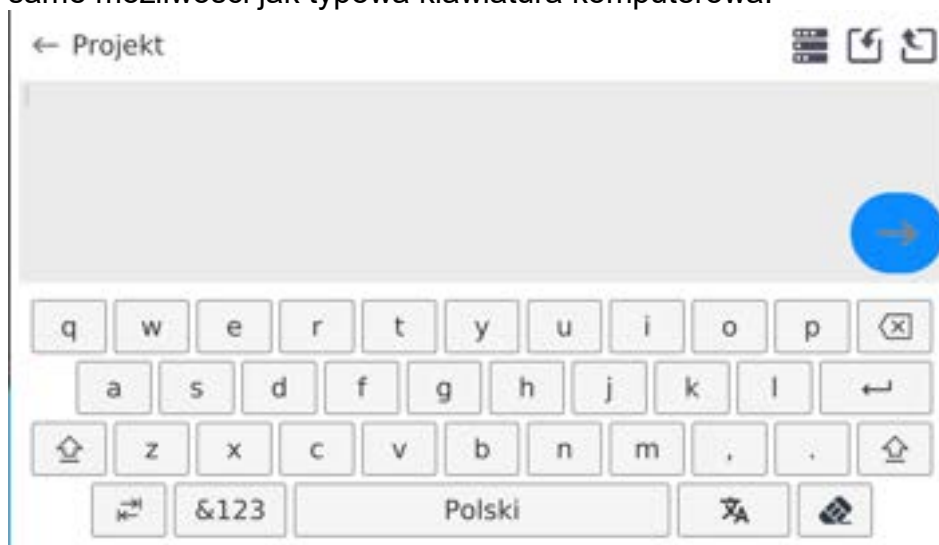 samo możliwości jak typowa klawiatura komputerowa.
← Projekt
q w e r t y u i o p
a s d f g h j k l
z x c v b n m , .
&123 Polski